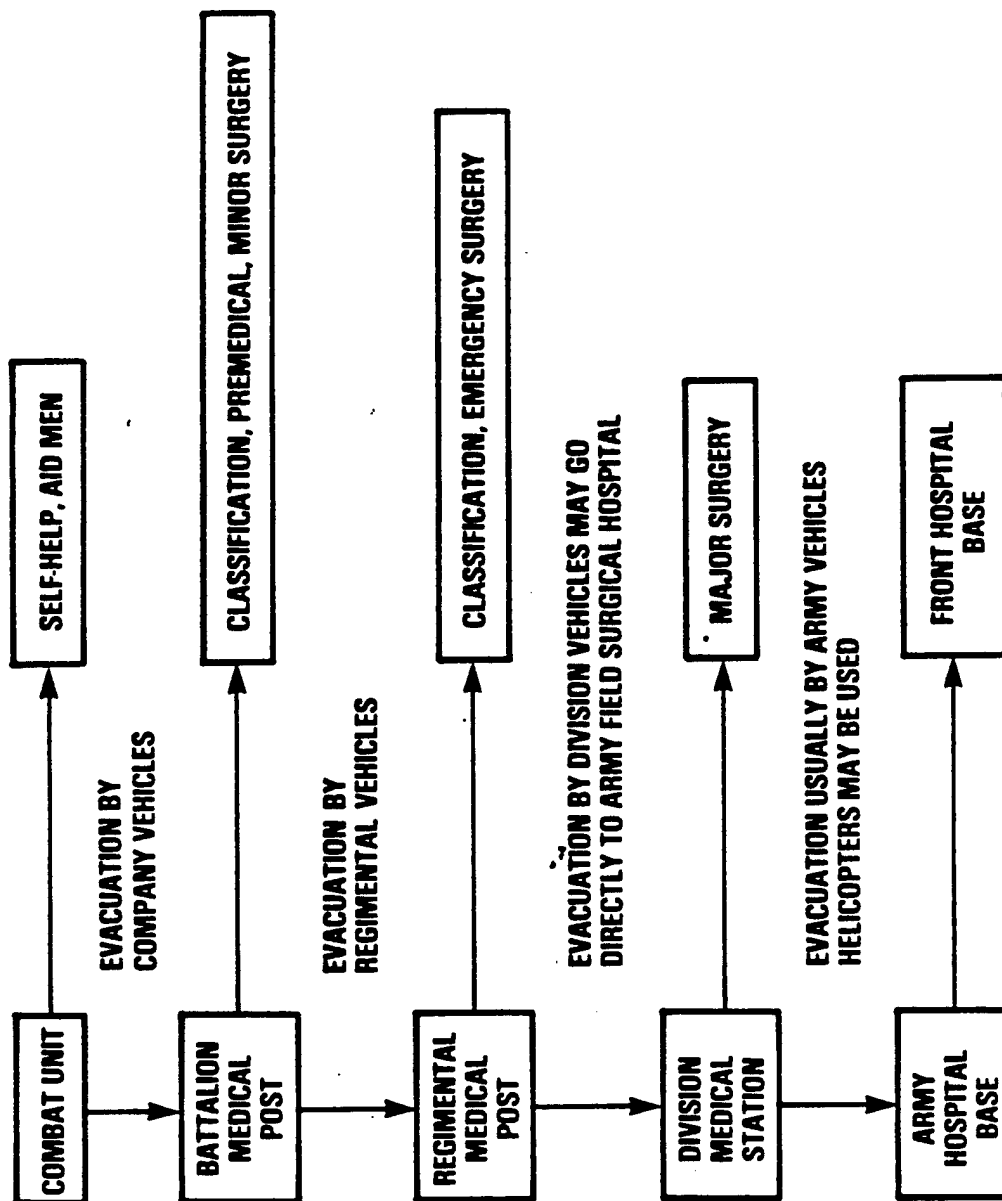 COMBAT UNIT
SELF-HELP, AID MEN
EVACUATION BY
COMPANY VEHICLES
BATTALION
MEDICAL
POST
CLASSIFICATION, PREMEDICAL, MINOR SURGERY
EVACUATION BY
REGIMENTAL VEHICLES
REGIMENTAL
MEDICAL
POST
CLASSIFICATION, EMERGENCY SURGERY
EVACUATION BY DIVISION VEHICLES MAY GO
DIRECTLY TO ARMY FIELD SURGICAL HOSPITAL
DIVISION
MEDICAL
STATION
MAJOR SURGERY
EVACUATION USUALLY BY ARMY VEHICLES
HELICOPTERS MAY BE USED
ARMY
HOSPITAL
BASE
FRONT HOSPITAL
BASE